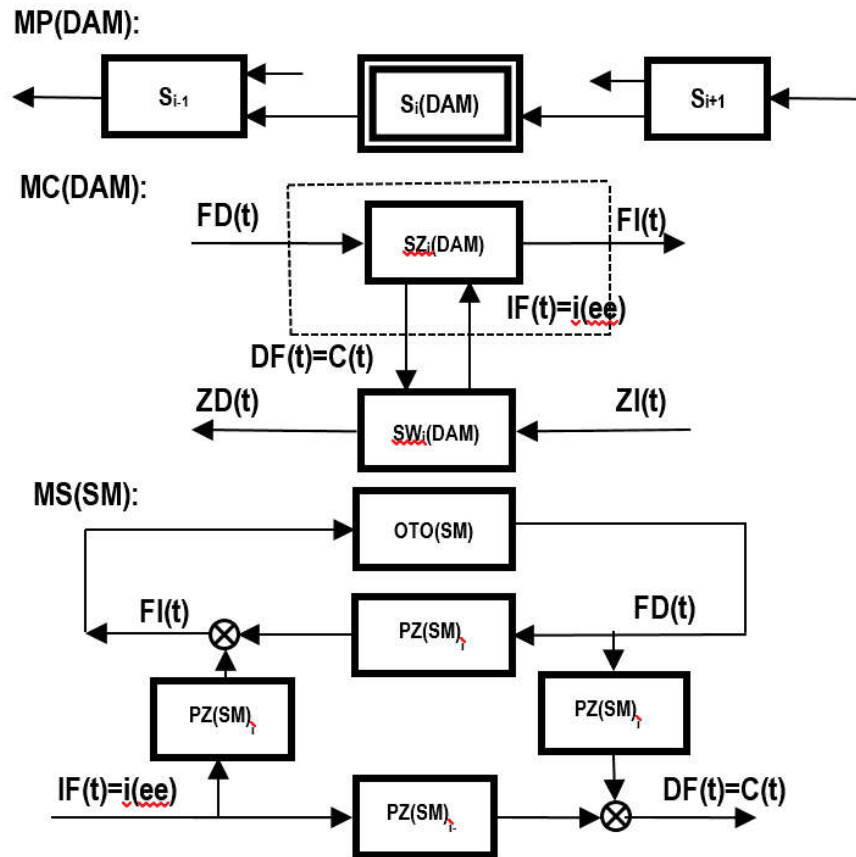 MP(DAM):
Si-1
Si(DAM)
Si+1
MC(DAM):
FD(t)
SZi(DAM)
FI(t)
IF(t)=i(ee)
DF(t)=C(t)
ZD(t)
SWi(DAM)
ZI(t)
MS(SM):
OTO(SM)
FI(t)
PZ(SM)i
FD(t)
PZ(SM)i
PZ(SM)i
IF(t)=i(ee)
PZ(SM)i-
DF(t)=C(t)